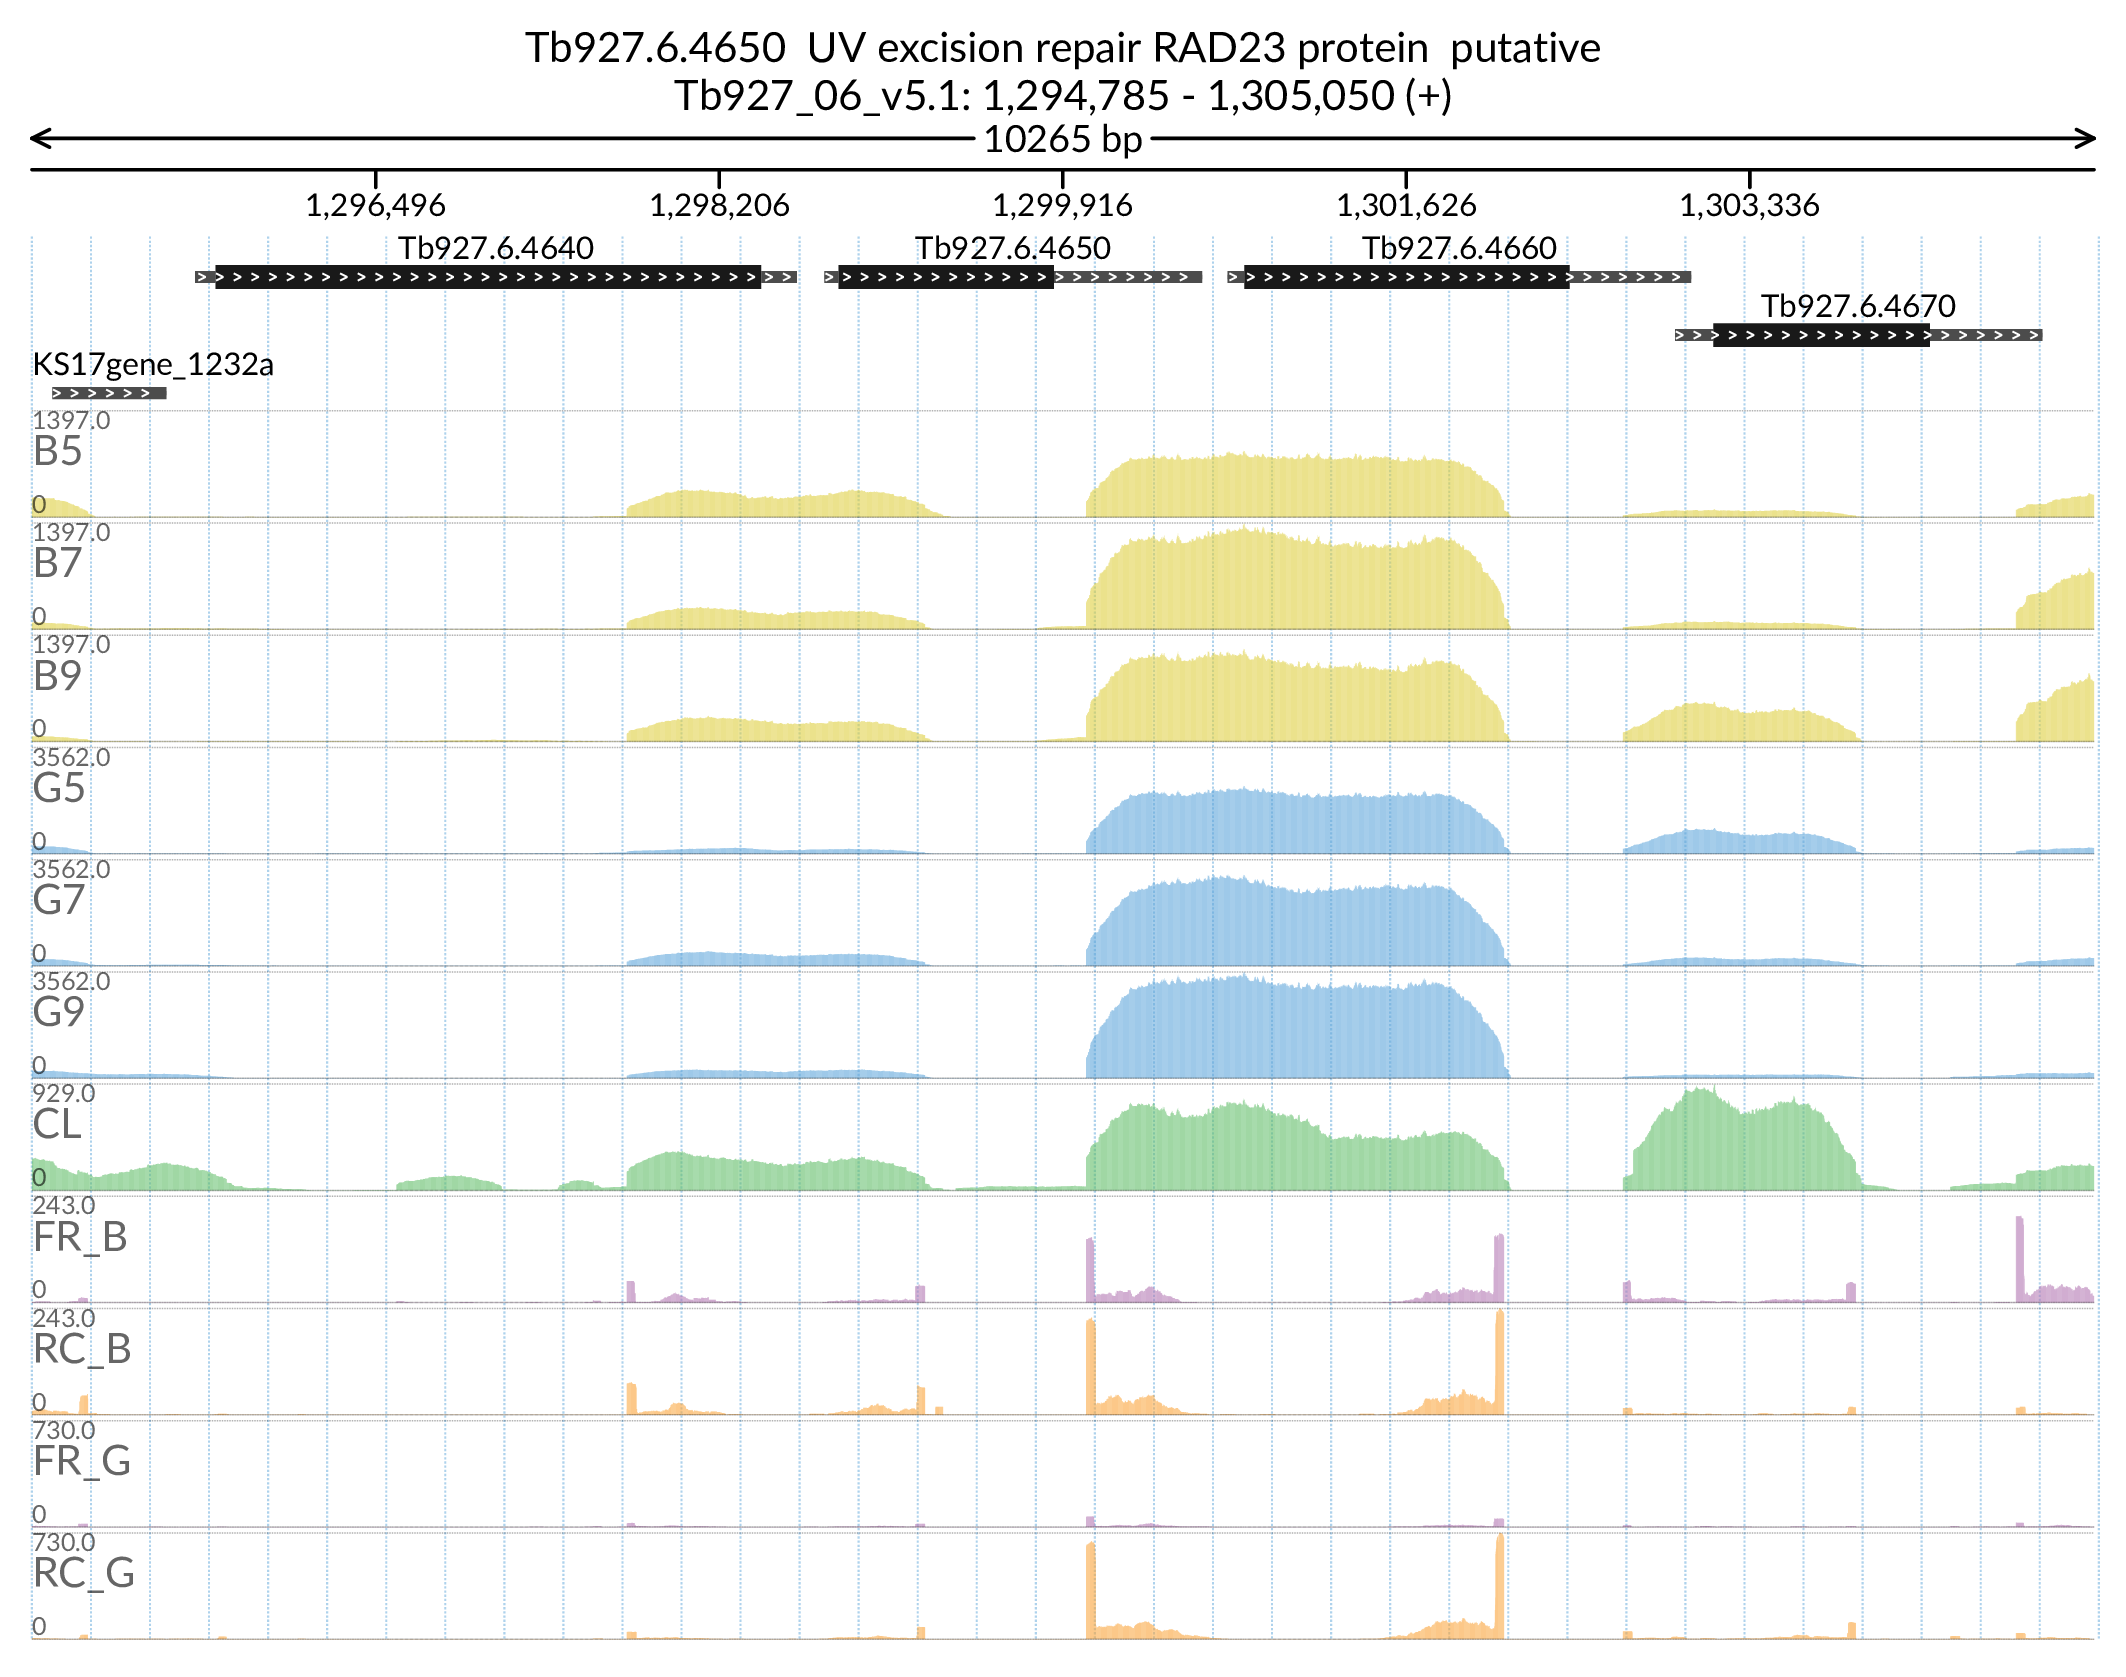 Tb927.6.4650  UV excision repair RAD23 protein  putative
Tb927_06_v5.1: 1,294,785 - 1,305,050 (+)
10265 bp
1,296,496 1,298,206 1,299,916 1,301,626 1,303,336
Tb927.6.4640 Tb927.6.4650 Tb927.6.4660
Tb927.6.4670
KS17gene_1232a
1397.0
B5
0
1397.0
B7
0
1397.0
B9
0
3562.0
G5
0
3562.0
G7
0
3562.0
G9
0
929.0
CL
0
243.0
FR_B
0
243.0
RC_B
0
730.0
FR_G
0
730.0
RC_G
0